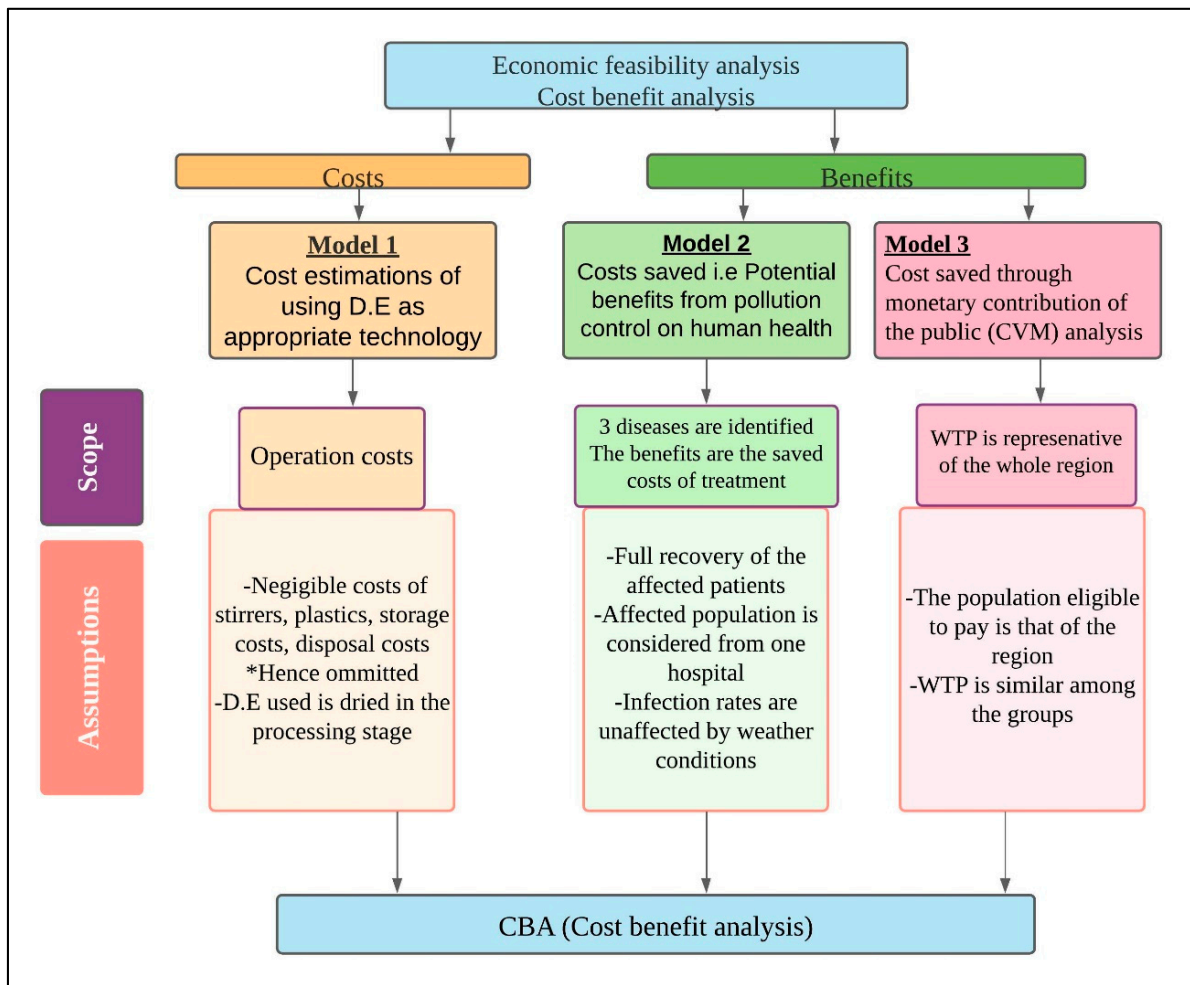 Economic feasibility analysis
Cost benefit analysis
Costs
Benefits
Model 1
Cost estimations of
using D.E as
appropriate technology
Model 2
Costs saved i.e Potential
benefits from pollution
control on human health
Model 3
Cost saved through
monetary contribution of
the public (CVM) analysis
Scope
Operation costs
3 diseases are identified
The benefits are the saved
costs of treatment
WTP is represenative
of the whole region
Assumptions
-Negigible costs of
stirrers, plastics, storage
costs, disposal costs
*Hence ommitted
-D.E used is dried in the
processing stage
-Full recovery of the
affected patients
-Affected population is
considered from one
hospital
-Infection rates are
unaffected by weather
conditions
-The population eligible
to pay is that of the
region
-WTP is similar among
the groups
CBA (Cost benefit analysis)